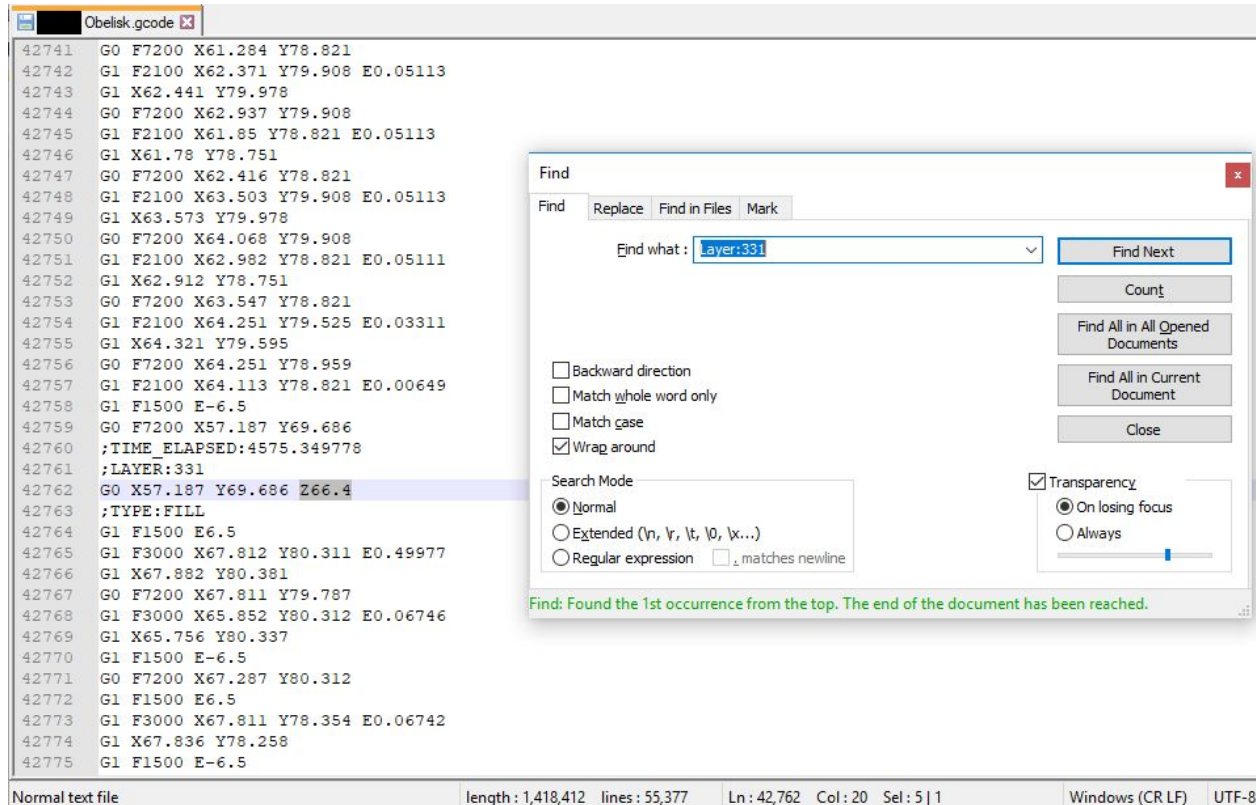 Obelisk.gcode
42741 G0 F7200 X61.284 Y78.821
42742 G1 F2100 X62.371 Y79.908 E0.05113
42743 G1 X62.441 Y79.978
42744 G0 F7200 X62.937 Y79.908
42745 G1 F2100 X61.85 Y78.821 E0.05113
42746 G1 X61.78 Y78.751
42747 G0 F7200 X62.416 Y78.821
42748 G1 F2100 X63.503 Y79.908 E0.05113
42749 G1 X63.573 Y79.978
42750 G0 F7200 X64.068 Y79.908
42751 G1 F2100 X62.982 Y78.821 E0.05111
42752 G1 X62.912 Y78.751
42753 G0 F7200 X63.547 Y78.821
42754 G1 F2100 X64.251 Y79.525 E0.03311
42755 G1 X64.321 Y79.595
42756 G0 F7200 X64.251 Y78.959
42757 G1 F2100 X64.113 Y78.821 E0.00649
42758 G1 F1500 E-6.5
42759 G0 F7200 X57.187 Y69.686
42760 ;TIME_ELAPSED:4575.349778
42761 ;LAYER:331
42762 G0 X57.187 Y69.686 Z66.4
42763 ;TYPE:FILL
42764 G1 F1500 E6.5
42765 G1 F3000 X67.812 Y80.311 E0.49977
42766 G1 X67.882 Y80.381
42767 G0 F7200 X67.811 Y79.787
42768 G1 F3000 X65.852 Y80.312 E0.06746
42769 G1 X65.756 Y80.337
42770 G1 F1500 E-6.5
42771 G0 F7200 X67.287 Y80.312
42772 G1 F1500 E6.5
42773 G1 F3000 X67.811 Y78.354 E0.06742
42774 G1 X67.836 Y78.258
42775 G1 F1500 E-6.5
Find
x
Find Replace Find in Files Mark
Find what : Layer:331
Find Next
Count
Find All in All Opened
Documents
Find All in Current
Document
Close
Backward direction
Match whole word only
Match case
Wrap around
Search Mode
Normal
Extended (\n, \r, \t, \0, \x...)
Regular expression . matches newline
Transparency
On losing focus
Always
Find: Found the 1st occurrence from the top. The end of the document has been reached.
Normal text file length : 1,418,412 lines : 55,377 Ln : 42,762 Col : 20 Sel : 5 | 1 Windows (CR LF) UTF-8